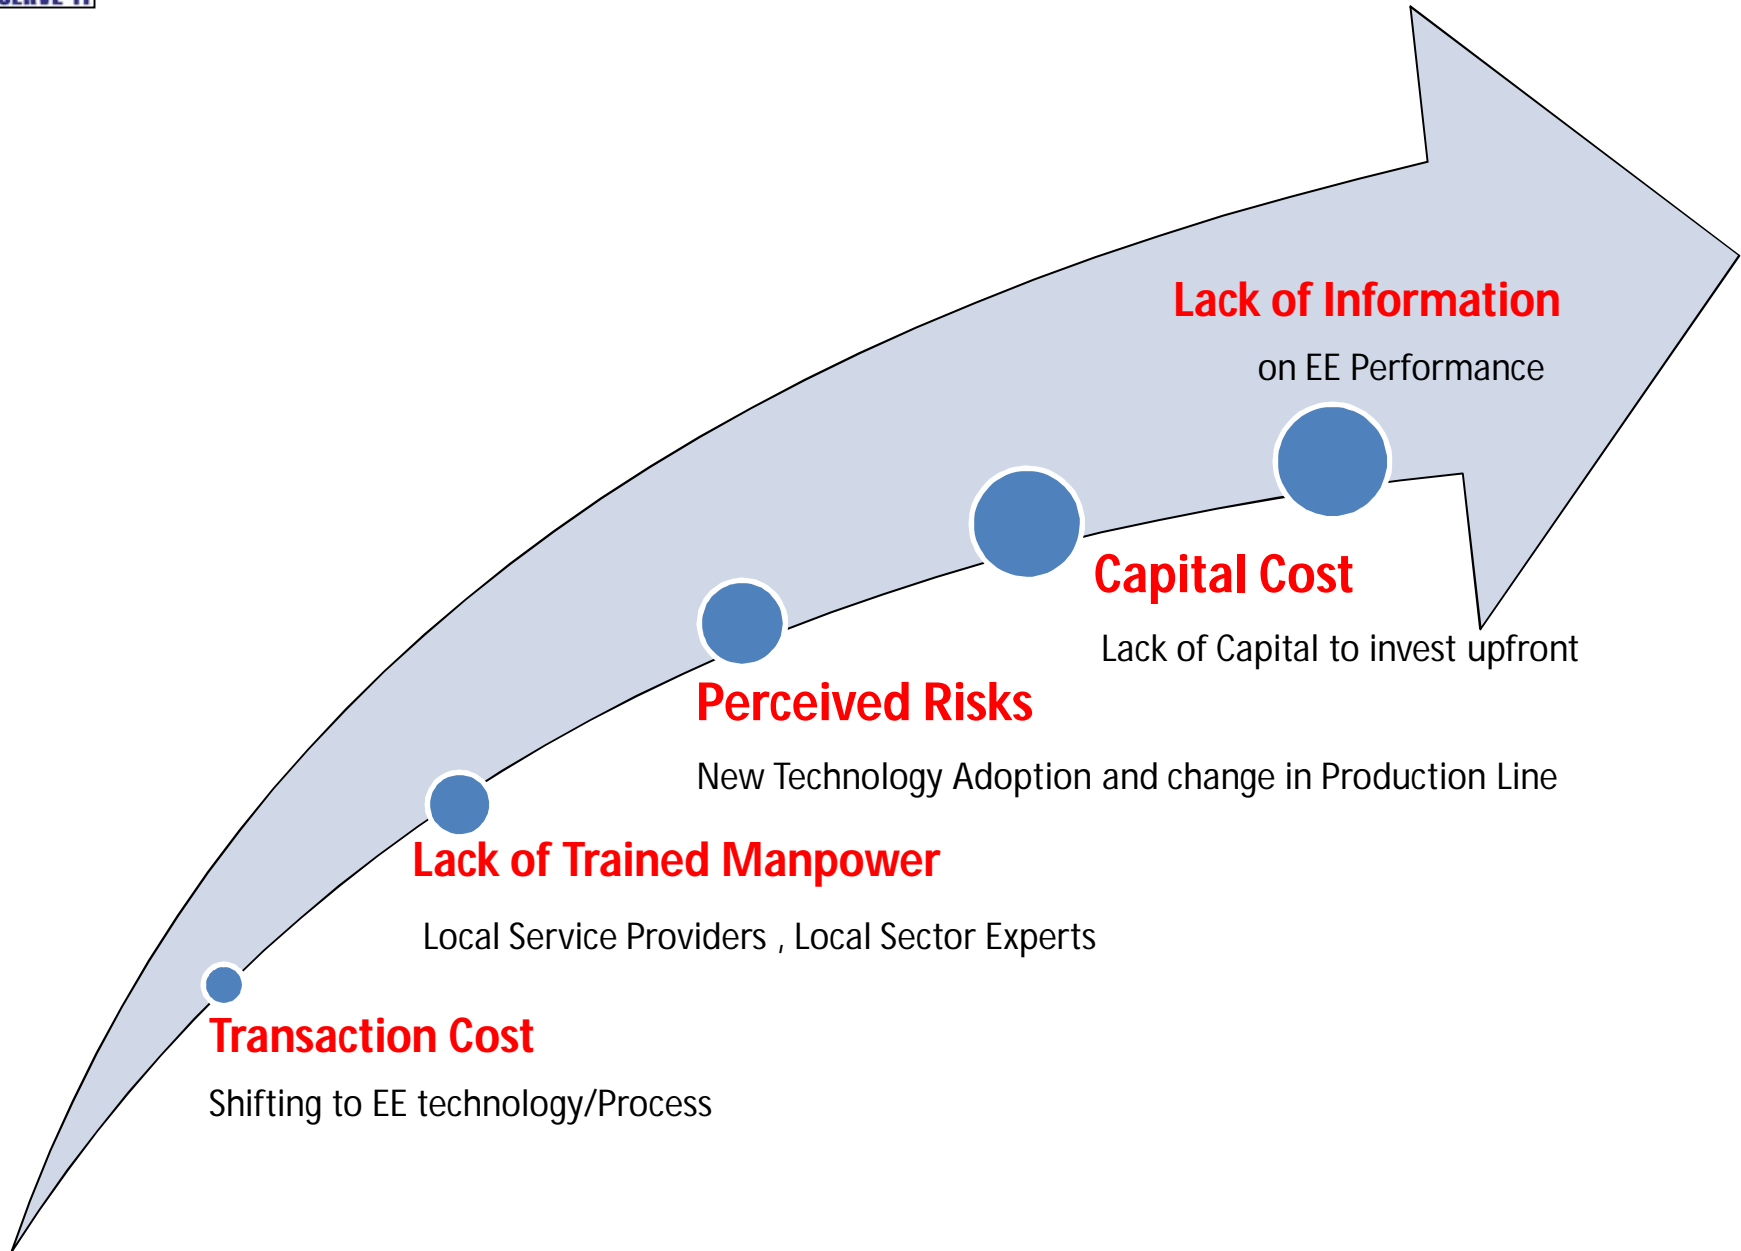 Lack of Information
on EE Performance
Capital Cost
Lack of Capital to invest upfront
Perceived Risks
New Technology Adoption and change in Production Line
Lack of Trained Manpower
Local Service Providers , Local Sector Experts
Transaction Cost
Shifting to EE technology/Process